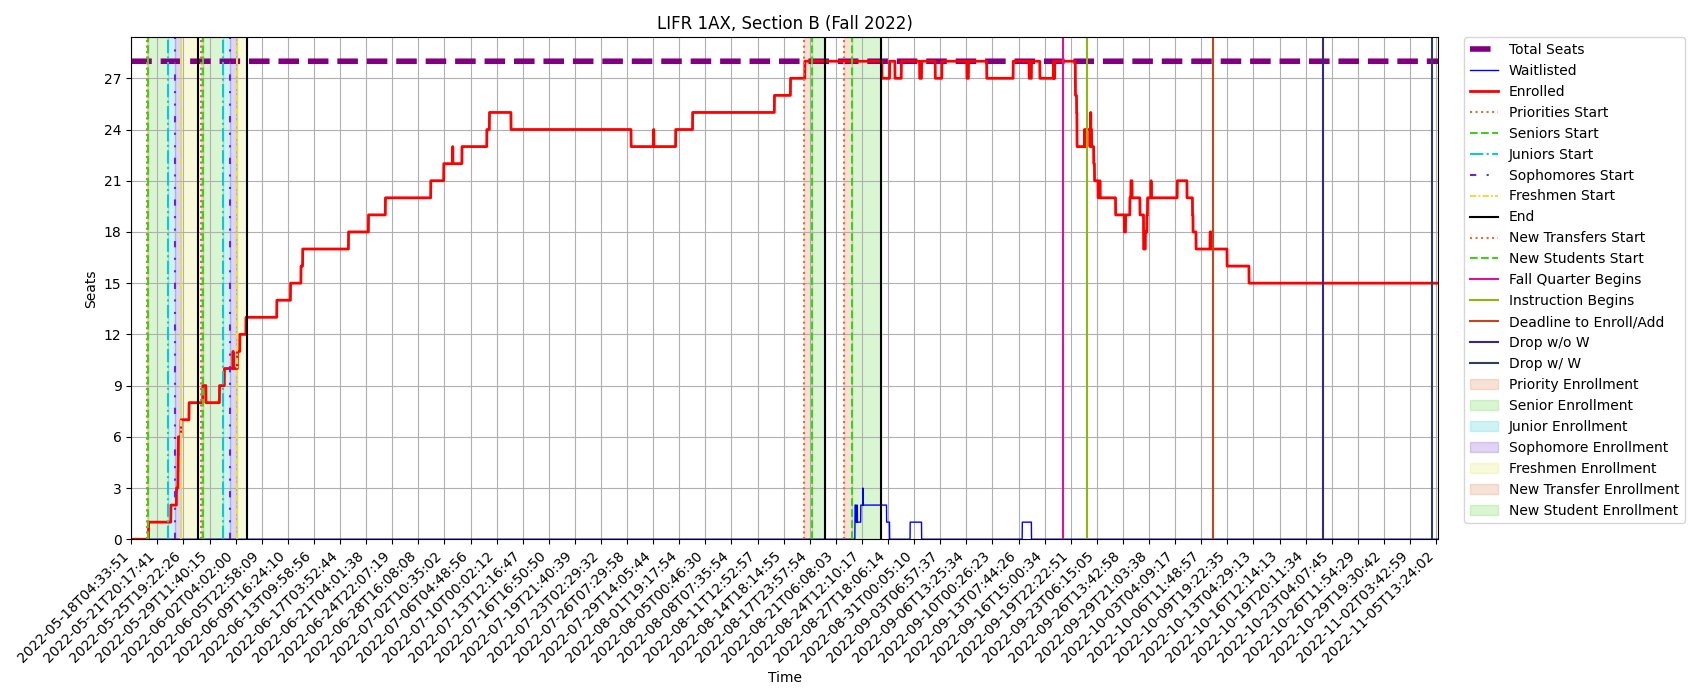 LIFR 1AX, Section B (Fall 2022)
Seats
27
24
21
18
15
12
9
6
3
0
2022-05-18T04:33:51
2022-05-21T20:17:41
2022-05-25T19:22:26
2022-05-29T11:40:15
2022-06-02T04:02:00
2022-06-05T22:58:09
2022-06-09T16:24:10
2022-06-13T09:58:56
2022-06-17T03:52:44
2022-06-21T04:01:38
2022-06-24T22:07:19
2022-06-28T16:08:08
2022-07-02T10:35:02
2022-07-06T04:48:56
2022-07-10T00:02:12
2022-07-13T12:16:47
2022-07-16T16:50:50
2022-07-19T21:40:39
2022-07-23T02:29:32
2022-07-26T07:29:58
2022-07-29T14:05:44
2022-08-01T19:17:54
2022-08-05T00:46:30
2022-08-08T07:35:54
2022-08-11T12:52:57
2022-08-14T18:14:55
2022-08-17T23:57:54
2022-08-21T06:08:03
2022-08-24T12:10:17
2022-08-27T18:06:14
2022-08-31T00:05:10
2022-09-03T06:57:37
2022-09-06T13:25:34
2022-09-10T00:26:23
2022-09-13T07:44:26
2022-09-16T15:00:34
2022-09-19T22:22:51
2022-09-23T06:15:05
2022-09-26T13:42:58
2022-09-29T21:03:38
2022-10-03T04:09:17
2022-10-06T11:48:57
2022-10-09T19:22:35
2022-10-13T04:29:13
2022-10-16T12:14:13
2022-10-19T20:11:34
2022-10-23T04:07:45
2022-10-26T11:54:29
2022-10-29T19:30:42
2022-11-02T03:42:59
2022-11-05T13:24:02
Time
Total Seats
Waitlisted
Enrolled
Priorities Start
Seniors Start
Juniors Start
Sophomores Start
Freshmen Start
End
New Transfers Start
New Students Start
Fall Quarter Begins
Instruction Begins
Deadline to Enroll/Add
Drop w/o W
Drop w/ W
Priority Enrollment
Senior Enrollment
Junior Enrollment
Sophomore Enrollment
Freshmen Enrollment
New Transfer Enrollment
New Student Enrollment